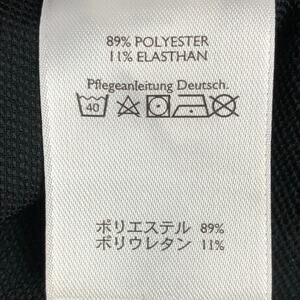 89% POLYESTER
11% ELASTHAN
Pflegeanleitung Deutsch.
40
ポリエステル 89%
ポリウレタン 11%